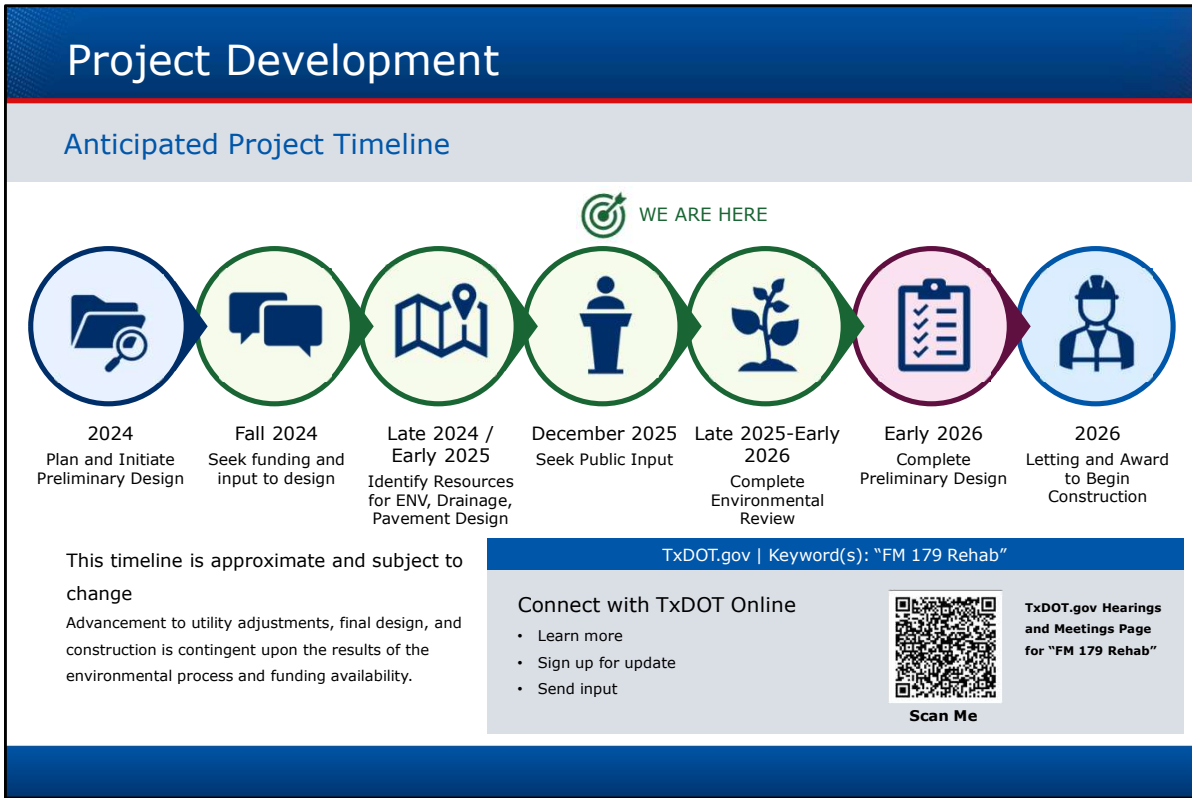 Project Development
Anticipated Project Timeline
WE ARE HERE
2024
Plan and Initiate
Preliminary Design
Fall 2024
Seek funding and
input to design
Late 2024 /
Early 2025
Identify Resources
for ENV, Drainage,
Pavement Design
December 2025
Seek Public Input
Late 2025-Early
2026
Complete
Environmental
Review
Early 2026
Complete
Preliminary Design
2026
Letting and Award
to Begin
Construction
This timeline is approximate and subject to
change
Advancement to utility adjustments, final design, and
construction is contingent upon the results of the
environmental process and funding availability.
TxDOT.gov | Keyword(s): “FM 179 Rehab”
Connect with TxDOT Online
• Learn more
• Sign up for update
• Send input
Scan Me
TxDOT.gov Hearings
and Meetings Page
for “FM 179 Rehab”